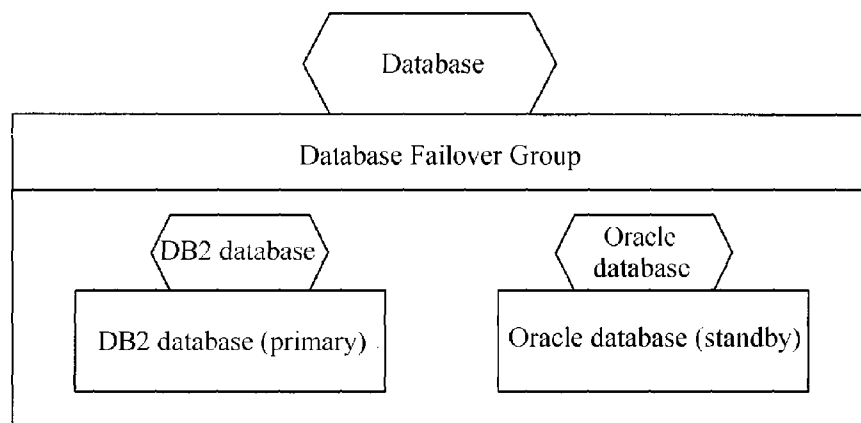 Database
Database Failover Group
DB2 database
Oracle
database
DB2 database (primary)
Oracle database (standby)